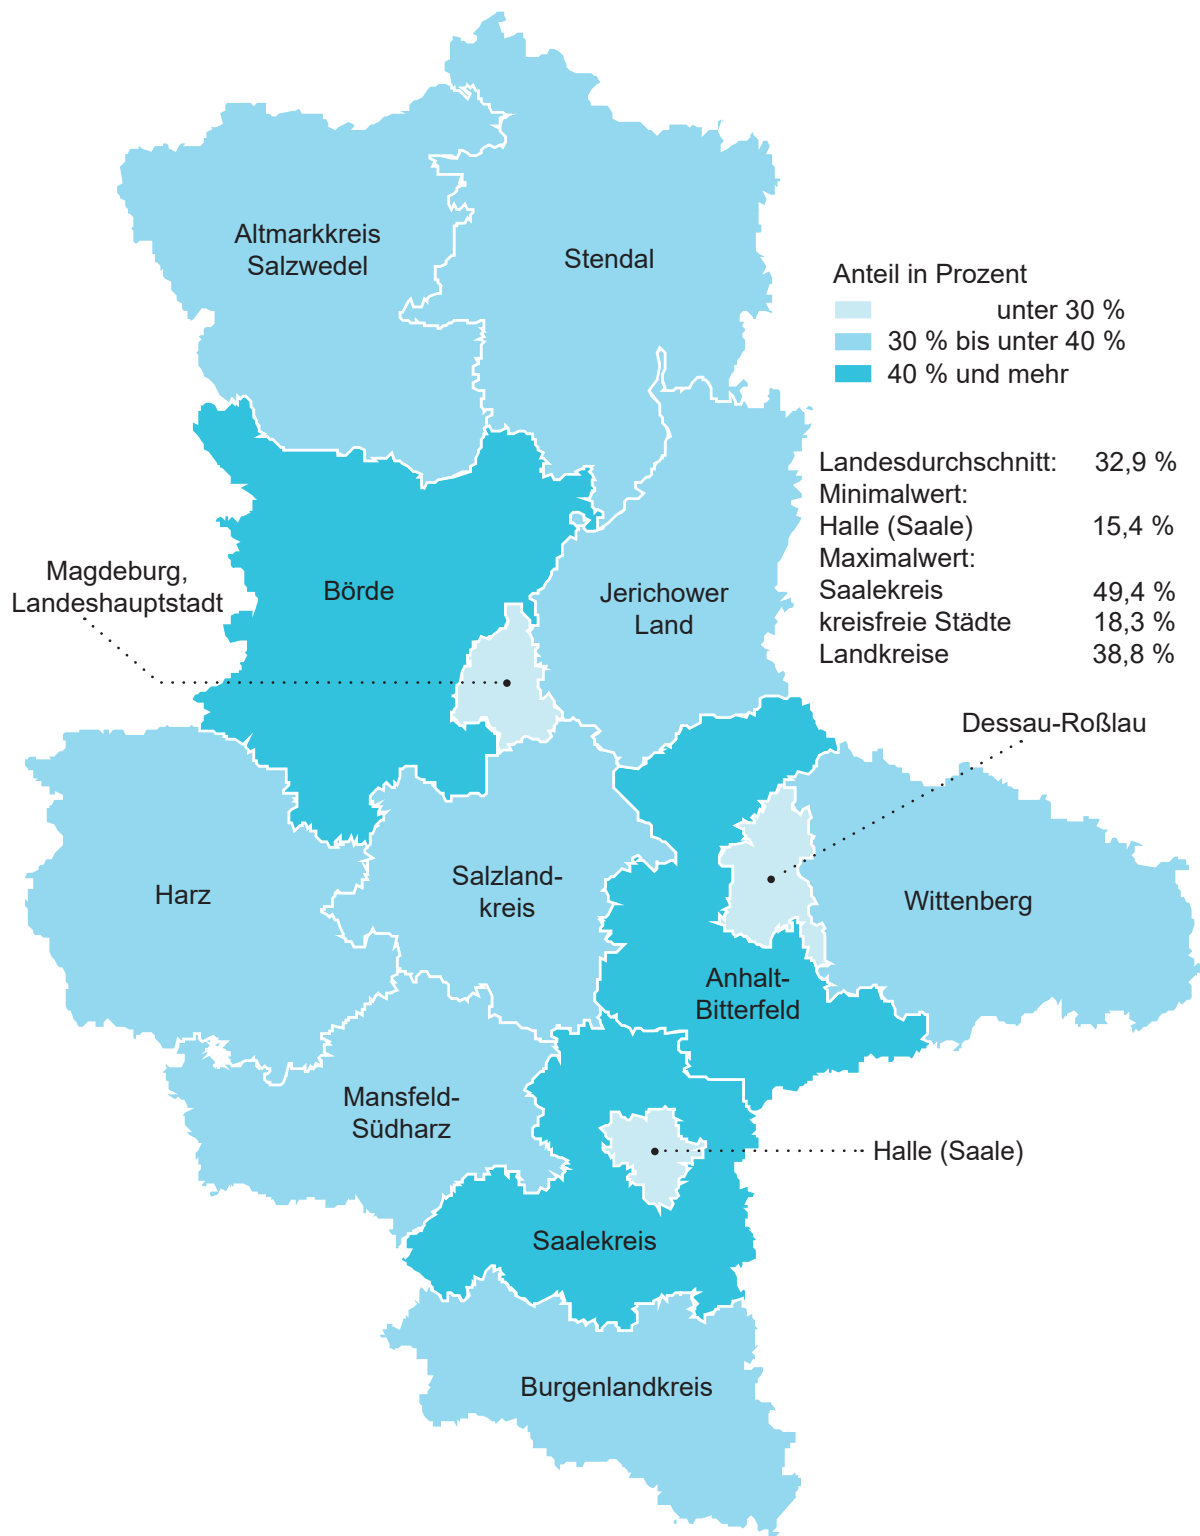 Altmarkkreis
Salzwedel
Stendal
Anteil in Prozent
unter 30 %
30 % bis unter 40 %
40 % und mehr
Landesdurchschnitt: 32,9 %
Minimalwert:
Halle (Saale) 15,4 %
Maximalwert:
Saalekreis 49,4 %
kreisfreie Städte 18,3 %
Landkreise 38,8 %
Magdeburg,
Landeshauptstadt
Börde
Jerichower
Land
Dessau-Roßlau
Harz
Salzland-
kreis
Wittenberg
Anhalt-
Bitterfeld
Mansfeld-
Südharz
Halle (Saale)
Saalekreis
Burgenlandkreis